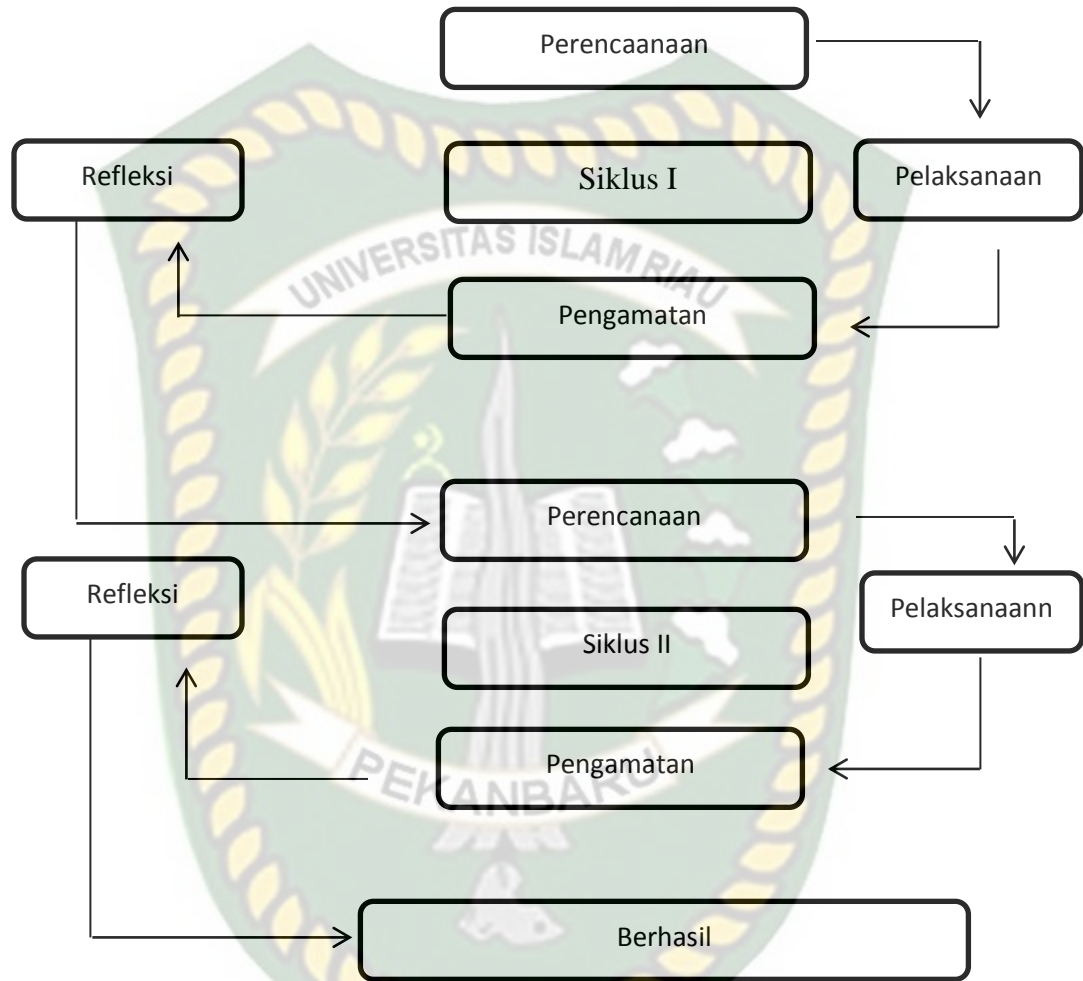 Perencaanaan
Refleksi
Siklus I
Pelaksanaan
UNIVERSITAS ISLAM RIAU
Pengamatan
Perencanaan
Refleksi
Pelaksanaann
Siklus II
Pengamatan
PEKANBARU
Berhasil